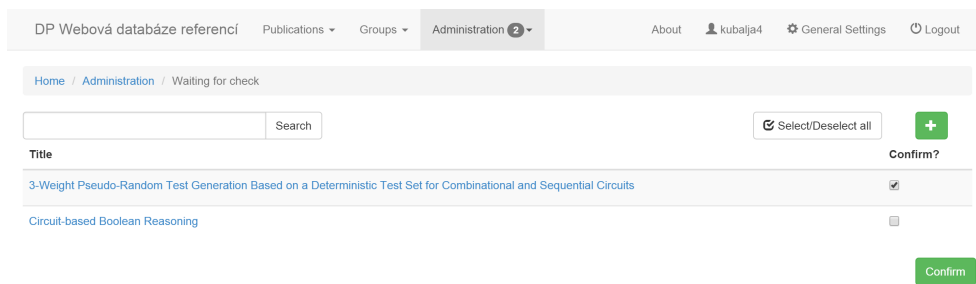 DP Webová databáze referencí Publications Groups Administration 2 About kubalja4 General Settings Logout
Home / Administration / Waiting for check
Search Select/Deselect all +
Title Confirm?
3-Weight Pseudo-Random Test Generation Based on a Deterministic Test Set for Combinational and Sequential Circuits
Circuit-based Boolean Reasoning
Confirm